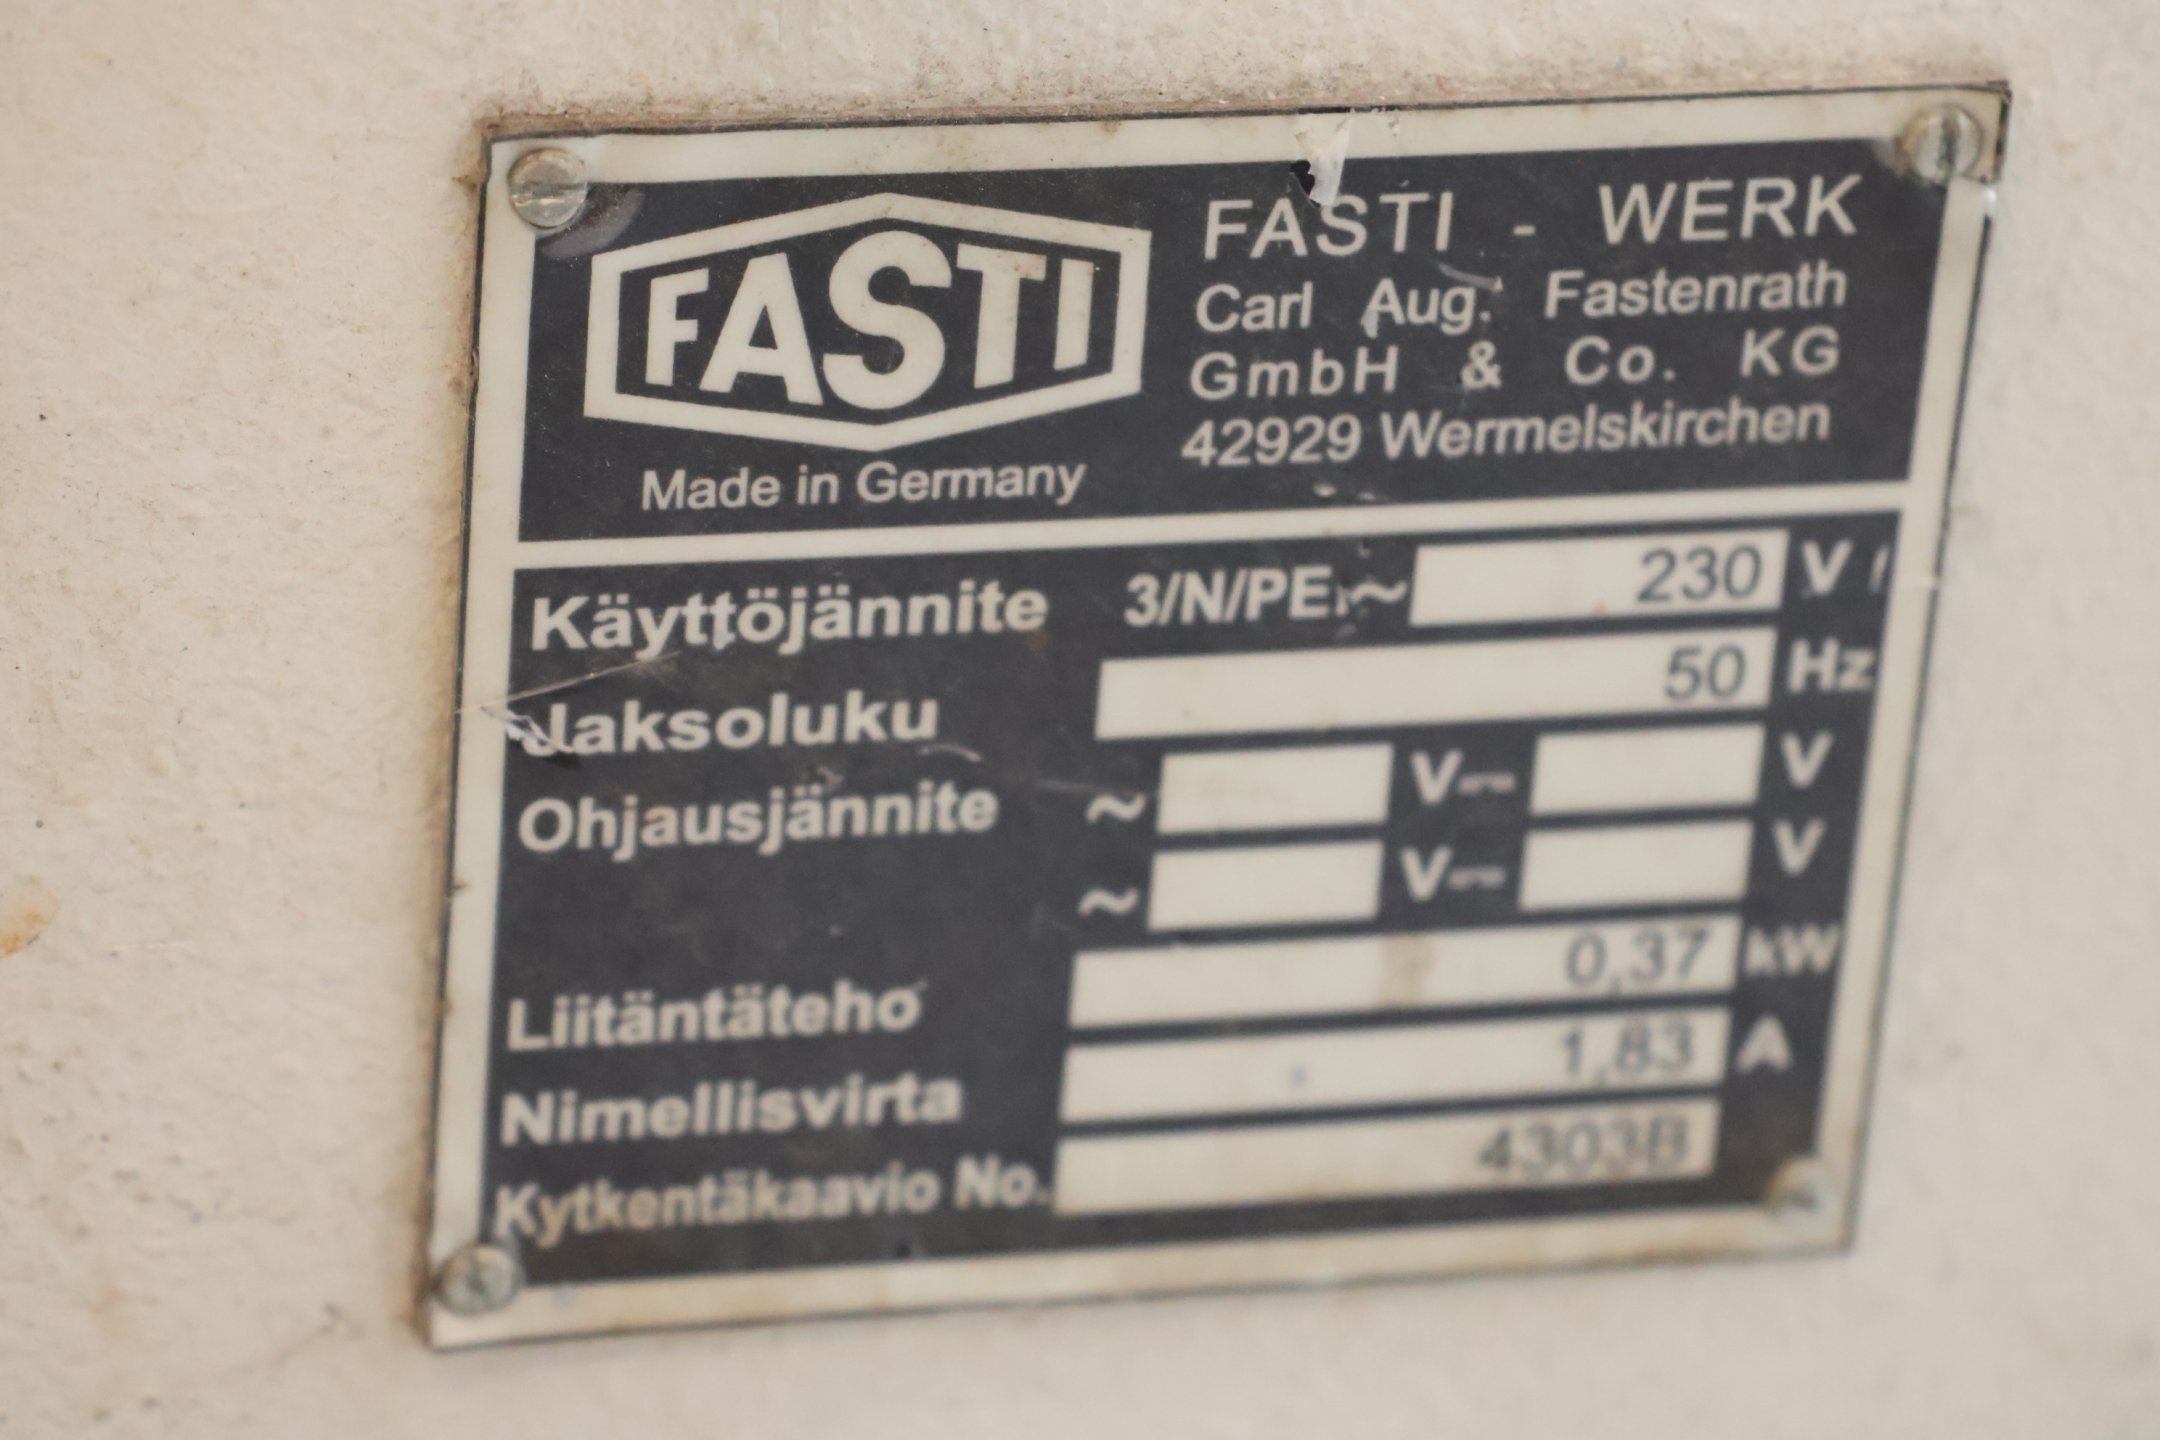 FASTI
Made in Germany
FASTI - WERK
Carl Aug. Fastenrath
GmbH & Co. KG
42929 Wermelskirchen
Käyttöjännite 3/N/PE ~ 230 V
Jaksoluku 50 Hz
Ohjausjännite ~ V⎓ V
~ V⎓ V
Liitäntäteho 0,37 kW
Nimellisvirta 1,83 A
Kytkentäkaavio No. 4303B